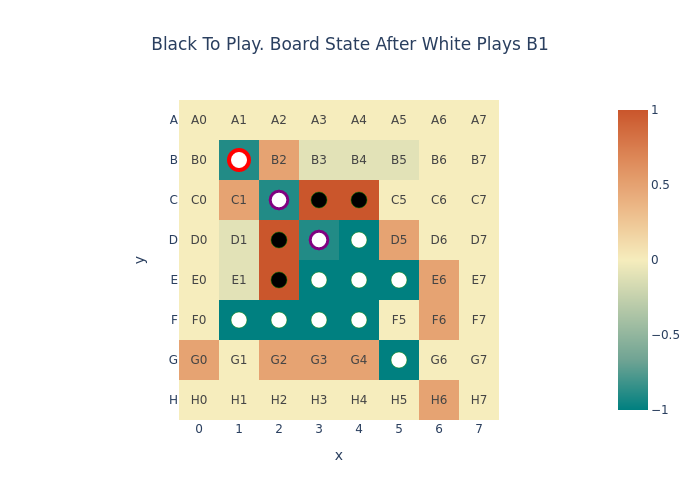 Black To Play. Board State After White Plays B1
A A0 A1 A2 A3 A4 A5 A6 A7
B B0 B2 B3 B4 B5 B6 B7
C C0 C1 C5 C6 C7
D D0 D1 D5 D6 D7
E E0 E1 E6 E7
F F0 F5 F6 F7
G G0 G1 G2 G3 G4 G6 G7
H H0 H1 H2 H3 H4 H5 H6 H7
0 1 2 3 4 5 6 7
x
y
1
0.5
0
−0.5
−1